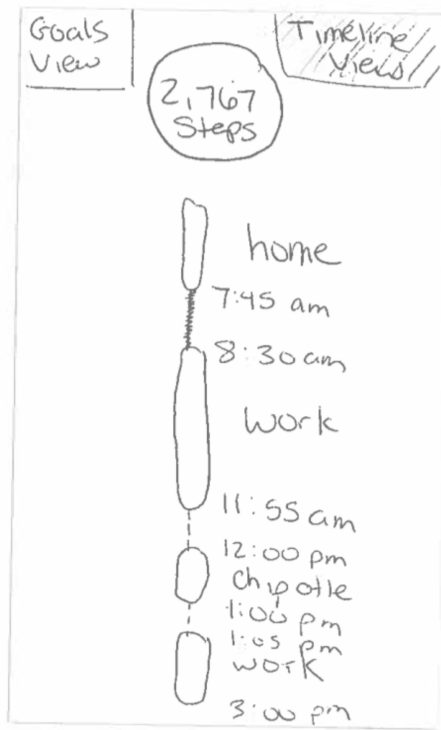 Goals
View
Timeline
View
2,767
Steps
home
7:45 am
8:30 am
work
11:55 am
12:00 pm
chipotle
1:00 pm
1:05 pm
work
3:00 pm